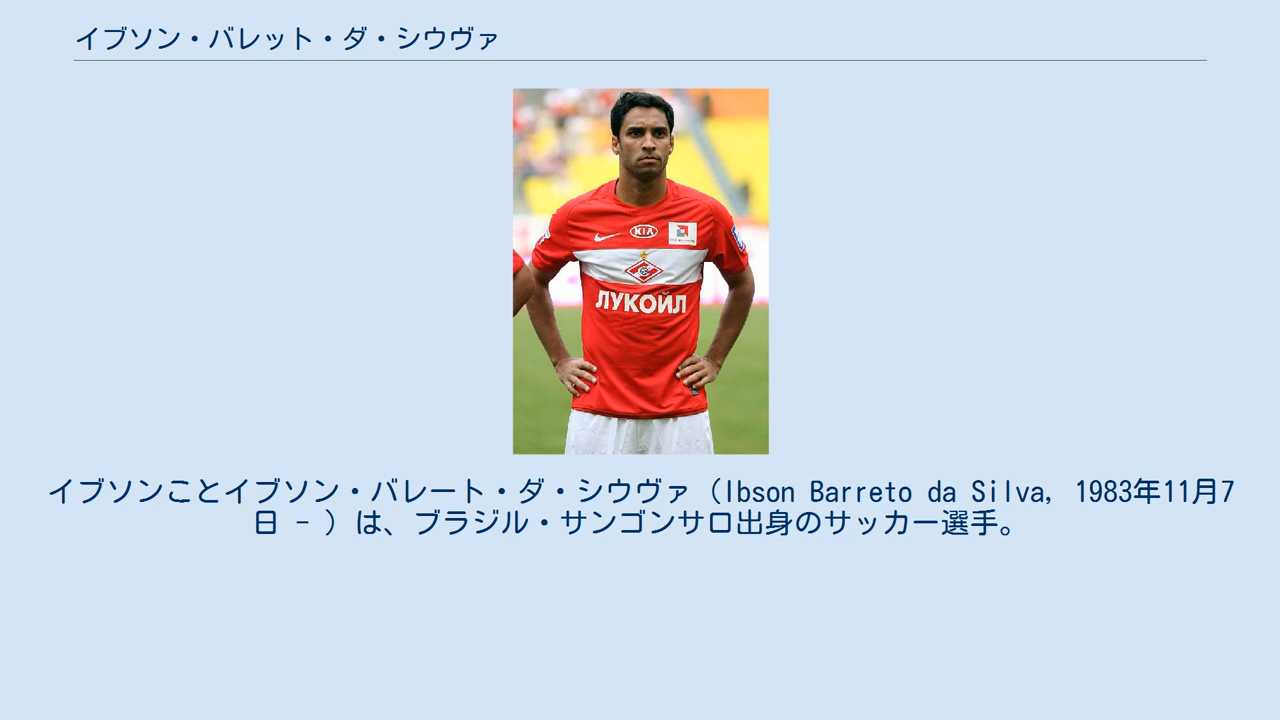 イブソン・バレット・ダ・シウヴァ
KIA
ЛУКОЙЛ
イブソンことイブソン・バレート・ダ・シウヴァ（Ibson Barreto da Silva, 1983年11月7
日 - ）は、ブラジル・サンゴンサロ出身のサッカー選手。